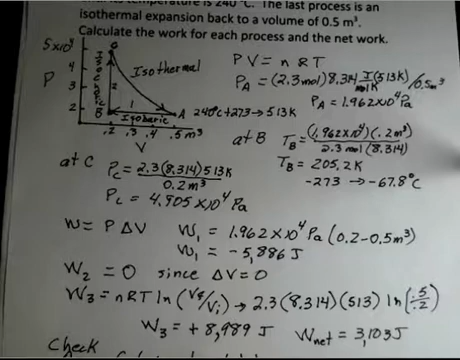 temperature is 240 °C. The last process is an
isothermal expansion back to a volume of 0.5 m³.
Calculate the work for each process and the net work.
5x10⁴
4
P 3
2
Isochoric
Isothermal
B
1
Isobaric
A
240°C+273→513K
.2 .3 .4 .5 m³
V
PV = nRT
P_A = (2.3mol)8.314 J/mol K (513K)/0.5m³
P_A = 1.962x10⁴ Pa
at B T_B = (1.962x10⁴)(.2m³)/2.3 mol (8.314)
T_B = 205.2K
-273 → -67.8°C
at C P_C = 2.3(8.314)513K/0.2m³
P_C = 4.905x10⁴ Pa
W = PΔV W₁ = 1.962x10⁴ Pa (0.2-0.5m³)
W₁ = -5,886 J
W₂ = 0 since ΔV=0
W₃ = nRT ln (Vf/Vi) → 2.3(8.314)(513) ln(.5/.2)
W₃ = +8,989 J Wnet = 3,103J
Check